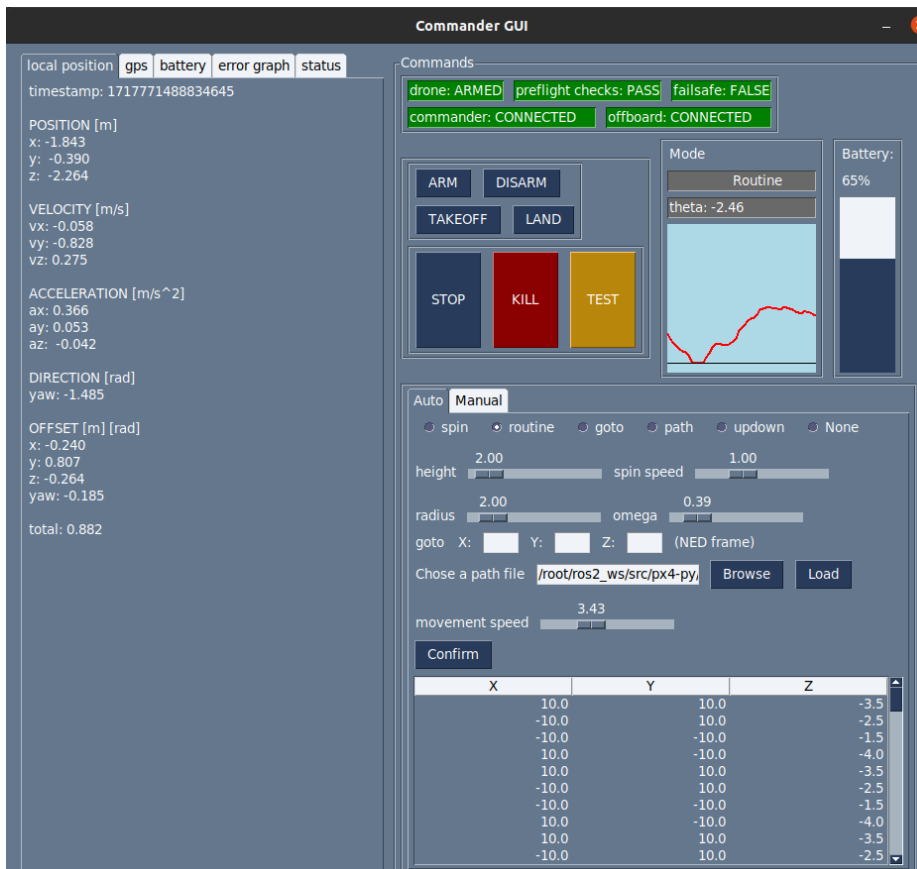 Commander GUI
local position gps battery error graph status
timestamp: 1717771488834645
POSITION [m]
x: -1.843
y: -0.390
z: -2.264
VELOCITY [m/s]
vx: -0.058
vy: -0.828
vz: 0.275
ACCELERATION [m/s^2]
ax: 0.366
ay: 0.053
az: -0.042
DIRECTION [rad]
yaw: -1.485
OFFSET [m] [rad]
x: -0.240
y: 0.807
z: -0.264
yaw: -0.185
total: 0.882
Commands
drone: ARMED preflight checks: PASS failsafe: FALSE
commander: CONNECTED offboard: CONNECTED
ARM DISARM
TAKEOFF LAND
STOP KILL TEST
Mode
Routine
theta: -2.46
Battery:
65%
Auto Manual
spin routine goto path updown None
2.00 1.00
height spin speed
2.00 0.39
radius omega
goto X: Y: Z: (NED frame)
Chose a path file /root/ros2_ws/src/px4-py/ Browse Load
3.43
movement speed
Confirm
X Y Z
10.0 10.0 -3.5
-10.0 10.0 -2.5
-10.0 -10.0 -1.5
10.0 -10.0 -4.0
10.0 10.0 -3.5
-10.0 10.0 -2.5
-10.0 -10.0 -1.5
10.0 -10.0 -4.0
10.0 10.0 -3.5
-10.0 10.0 -2.5